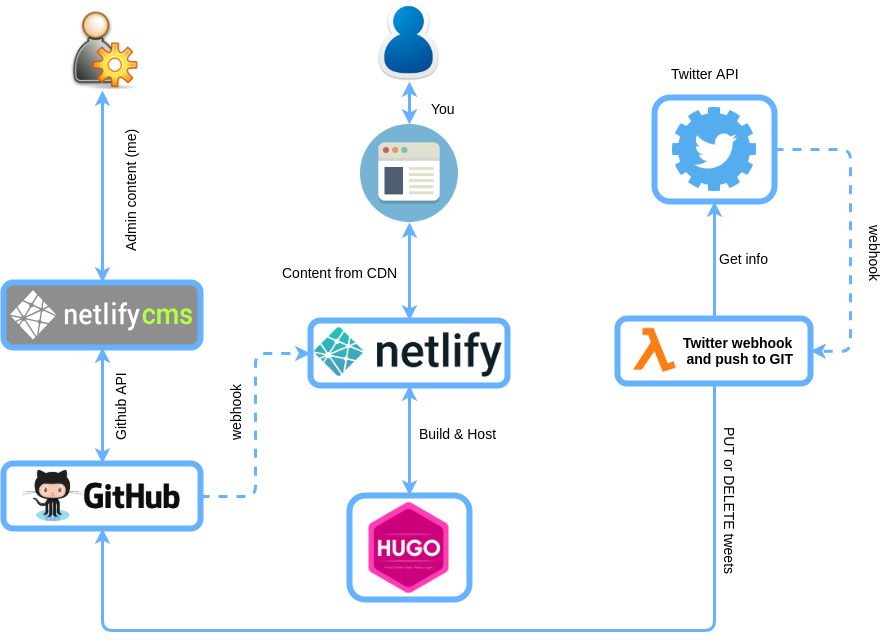 Twitter API
You
Admin content (me)
webhook
Get info
Content from CDN
netlifycms
netlify
Twitter webhook
and push to GIT
Github API
webhook
Build & Host
PUT or DELETE tweets
GitHub
HUGO